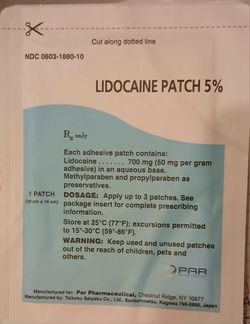 Cut along dotted line
NDC 0603-1880-10
LIDOCAINE PATCH 5%
Rx only
Each adhesive patch contains:
Lidocaine . . . . . . . 700 mg (50 mg per gram
adhesive) in an aqueous base.
Methylparaben and propylparaben as
preservatives.
1 PATCH
(10 cm x 14 cm)
DOSAGE: Apply up to 3 patches. See
package insert for complete prescribing
information.
Store at 25°C (77°F); excursions permitted
to 15°-30°C (59°-86°F).
WARNING: Keep used and unused patches
out of the reach of children, pets and
others.
PAR
Manufactured for: Par Pharmaceutical, Chestnut Ridge, NY 10977
Manufactured by: Teikoku Seiyaku Co., Ltd., Sanbonmatsu, Kagawa 769-2695, Japan